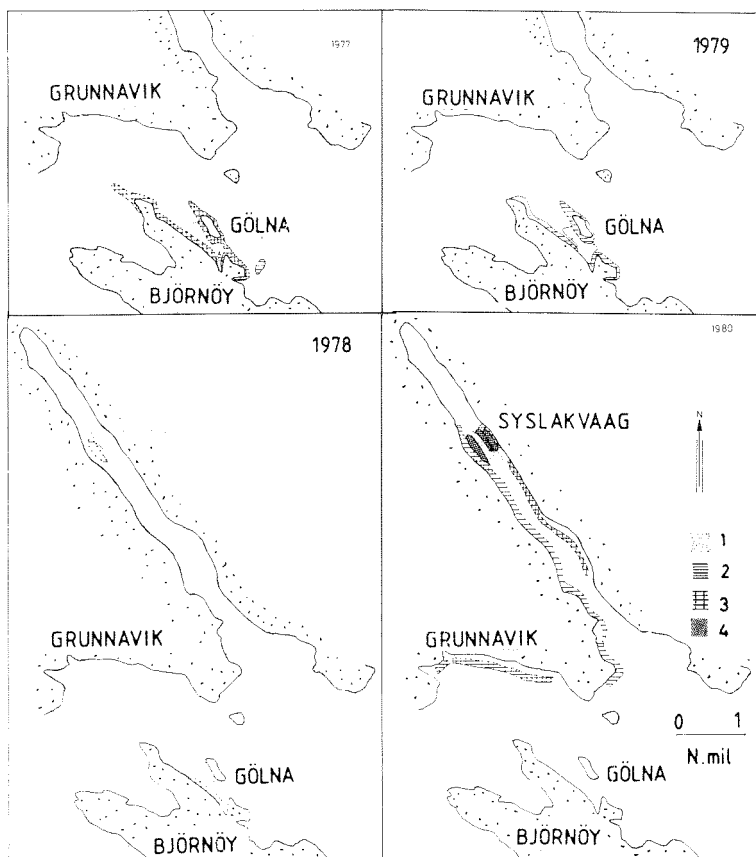 1977
GRUNNAVIK
GÖLNA
BJÖRNÖY
1979
GRUNNAVIK
GÖLNA
BJÖRNÖY
1978
GRUNNAVIK
GÖLNA
BJÖRNÖY
1980
SYSLAKVAAG
N
1
2
3
4
GRUNNAVIK
0 1
N.mil
GÖLNA
BJÖRNÖY